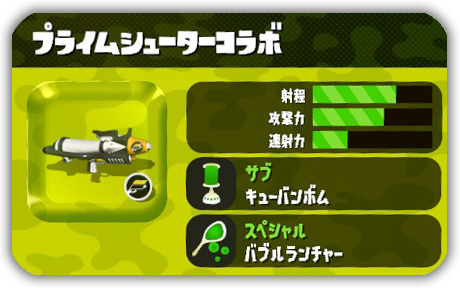 プライムシューターコラボ
射程
攻撃力
連射力
サブ
キューバンボム
スペシャル
バブルランチャー